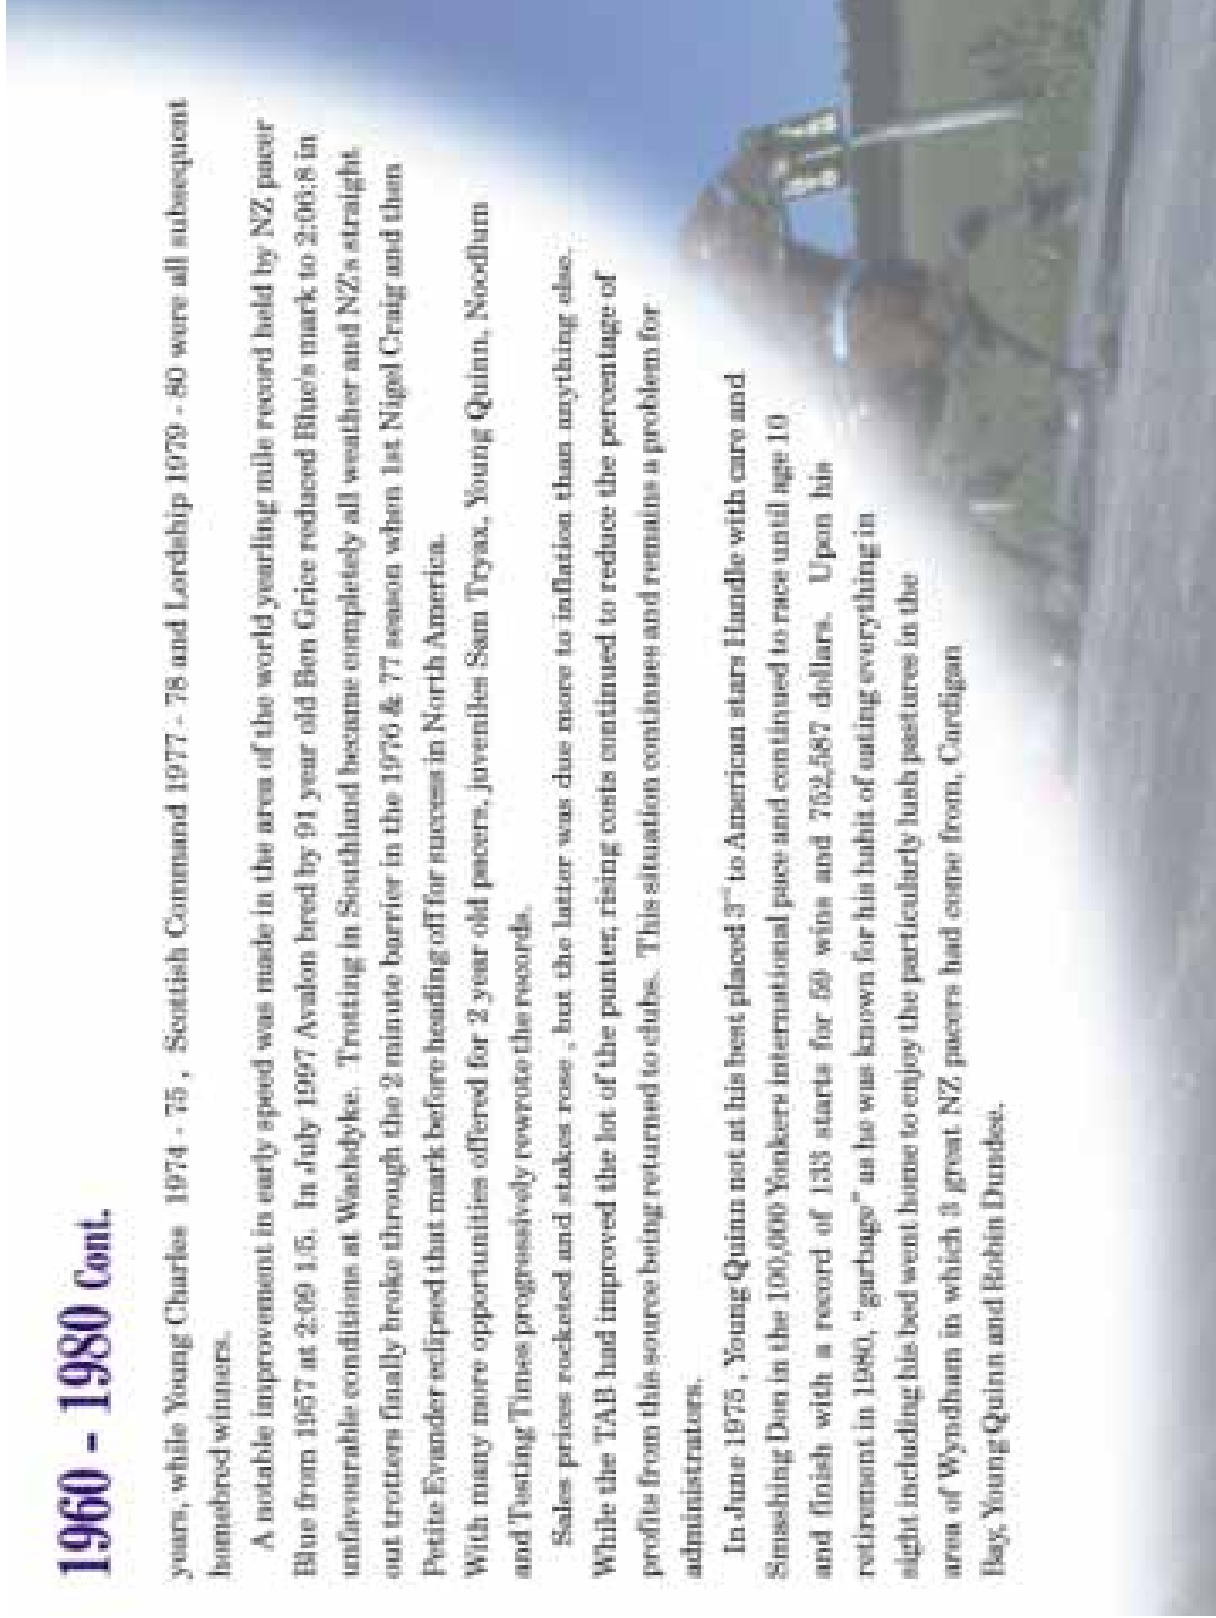 1960 - 1980 Cont.
years, while Young Charles 1974 - 75 , Scottish Command 1977 - 78 and Lordship 1979 - 80 were all subsequent
homebred winners.
A notable improvement in early speed was made in the area of the world yearling mile record held by NZ pacer
Blue from 1957 at 2:09 1.5. In July 1997 Avalon bred by 91 year old Ben Grice reduced Blue's mark to 2:06:8 in
unfavourable conditions at Washdyke. Trotting in Southland became completely all weather and NZ's straight
out trotters finally broke through the 2 minute barrier in the 1976 & 77 season when 1st Nigel Craig and then
Petite Evander eclipsed that mark before heading off for success in North America.
With many more opportunities offered for 2 year old pacers, juveniles Sam Tryax, Young Quinn, Noodlum
and Testing Times progressively rewrote the records.
Sales prices rocketed and stakes rose , but the latter was due more to inflation than anything else.
While the TAB had improved the lot of the punter, rising costs continued to reduce the percentage of
profits from this source being returned to clubs. This situation continues and remains a problem for
administrators.
In June 1975 , Young Quinn not at his best placed 3rd to American stars Handle with care and
Smashing Don in the 100,000 Yonkers international pace and continued to race until age 10
and finish with a record of 133 starts for 59 wins and 752,587 dollars. Upon his
retirement in 1980, "garbage" as he was known for his habit of eating everything in
sight including his bed went home to enjoy the particularly lush pastures in the
area of Wyndham in which 3 great NZ pacers had come from, Cardigan
Bay, Young Quinn and Robin Dundee.